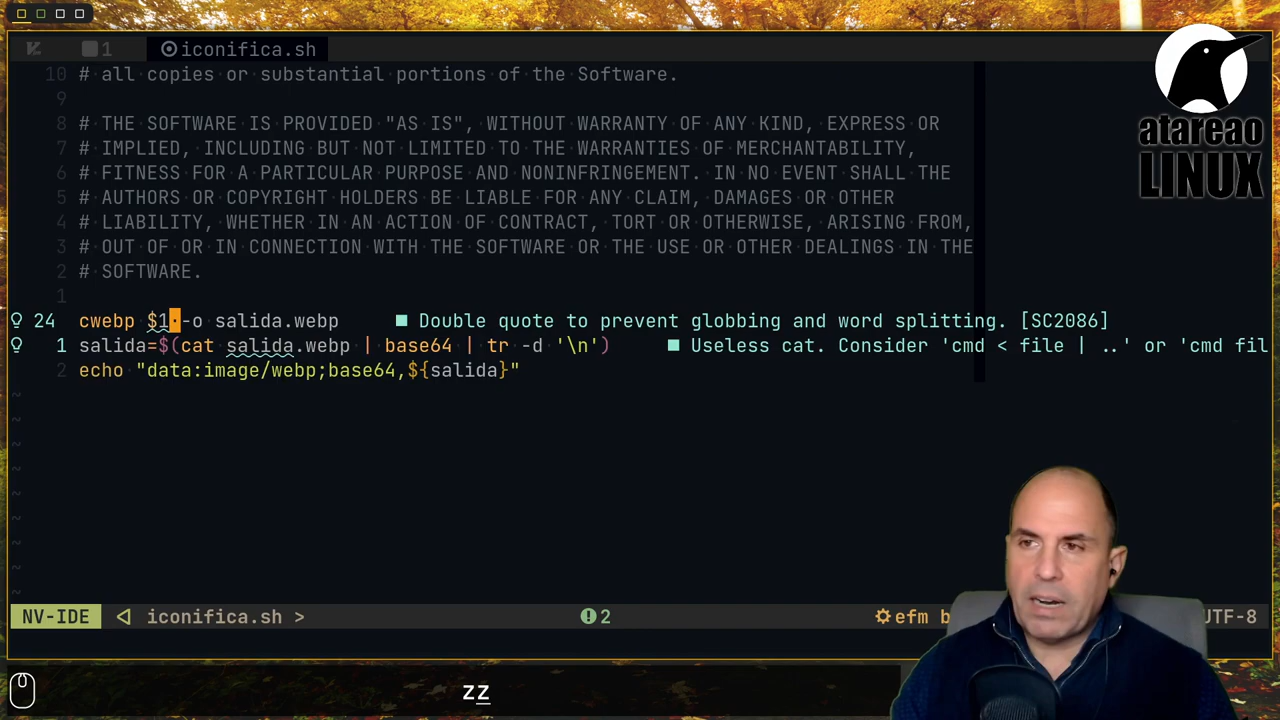 1 iconifica.sh
atareao
LINUX
10 # all copies or substantial portions of the Software.
9
8 # THE SOFTWARE IS PROVIDED "AS IS", WITHOUT WARRANTY OF ANY KIND, EXPRESS OR
7 # IMPLIED, INCLUDING BUT NOT LIMITED TO THE WARRANTIES OF MERCHANTABILITY,
6 # FITNESS FOR A PARTICULAR PURPOSE AND NONINFRINGEMENT. IN NO EVENT SHALL THE
5 # AUTHORS OR COPYRIGHT HOLDERS BE LIABLE FOR ANY CLAIM, DAMAGES OR OTHER
4 # LIABILITY, WHETHER IN AN ACTION OF CONTRACT, TORT OR OTHERWISE, ARISING FROM,
3 # OUT OF OR IN CONNECTION WITH THE SOFTWARE OR THE USE OR OTHER DEALINGS IN THE
2 # SOFTWARE.
1
24 cwebp $1 -o salida.webp ■ Double quote to prevent globbing and word splitting. [SC2086]
1 salida=$(cat salida.webp | base64 | tr -d '\n') ■ Useless cat. Consider 'cmd < file | ..' or 'cmd fil
2 echo "data:image/webp;base64,${salida}"
~
~
~
~
~
~
~
~
~
NV-IDE iconifica.sh > 2 efm b UTF-8
zz